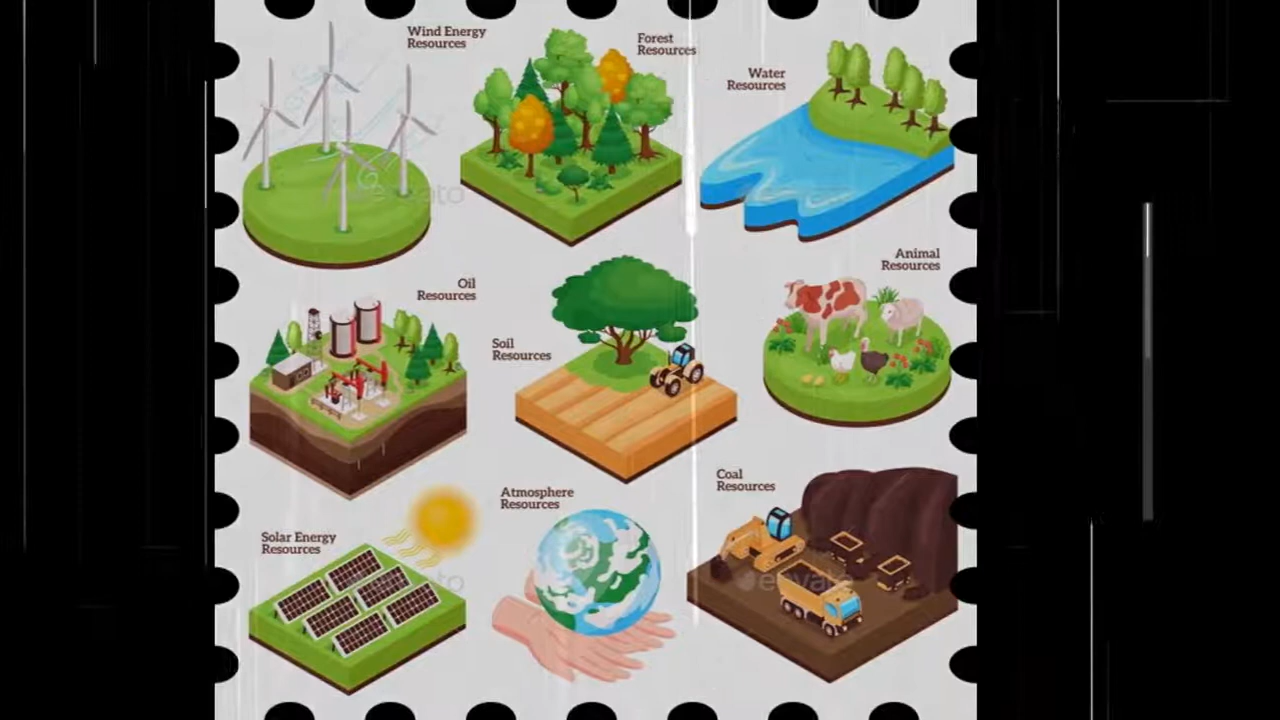 Wind Energy
Resources
Forest
Resources
Water
Resources
Oil
Resources
Soil
Resources
Animal
Resources
Solar Energy
Resources
Atmosphere
Resources
Coal
Resources
envato